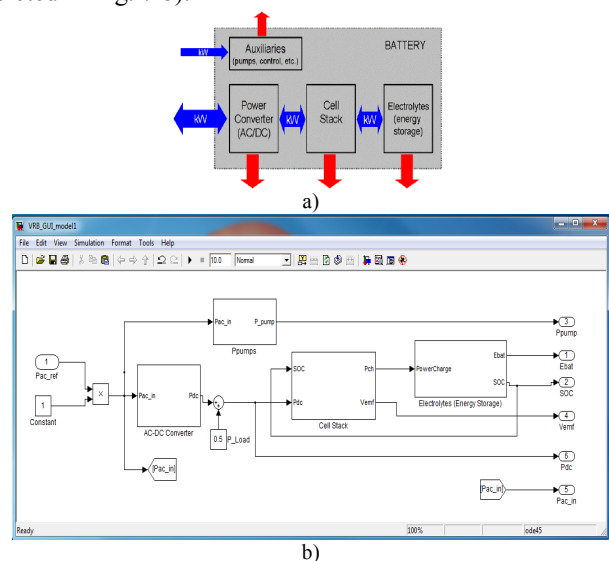 BATTERY
Auxiliaries
(pumps, control, etc.)
kW
Power
Converter
(AC/DC)
Cell
Stack
Electrolytes
(energy
storage)
kW
kW
kW
a)
VRB_GUI_model1
File Edit View Simulation Format Tools Help
10.0
Normal
Pac_in
P_pump
Ppumps
3
Ppump
1
Pac_ref
1
Constant
×
Pac_in
Pdc
AC-DC Converter
[Pac_in]
0.5
P_Load
SOC
Pdc
Pch
Vemf
Cell Stack
PowerCharge
Ebat
SOC
Electrolytes (Energy Storage)
1
Ebat
2
SOC
4
Vemf
6
Pdc
[Pac_in]
5
Pac_in
Ready
100%
ode45
b)